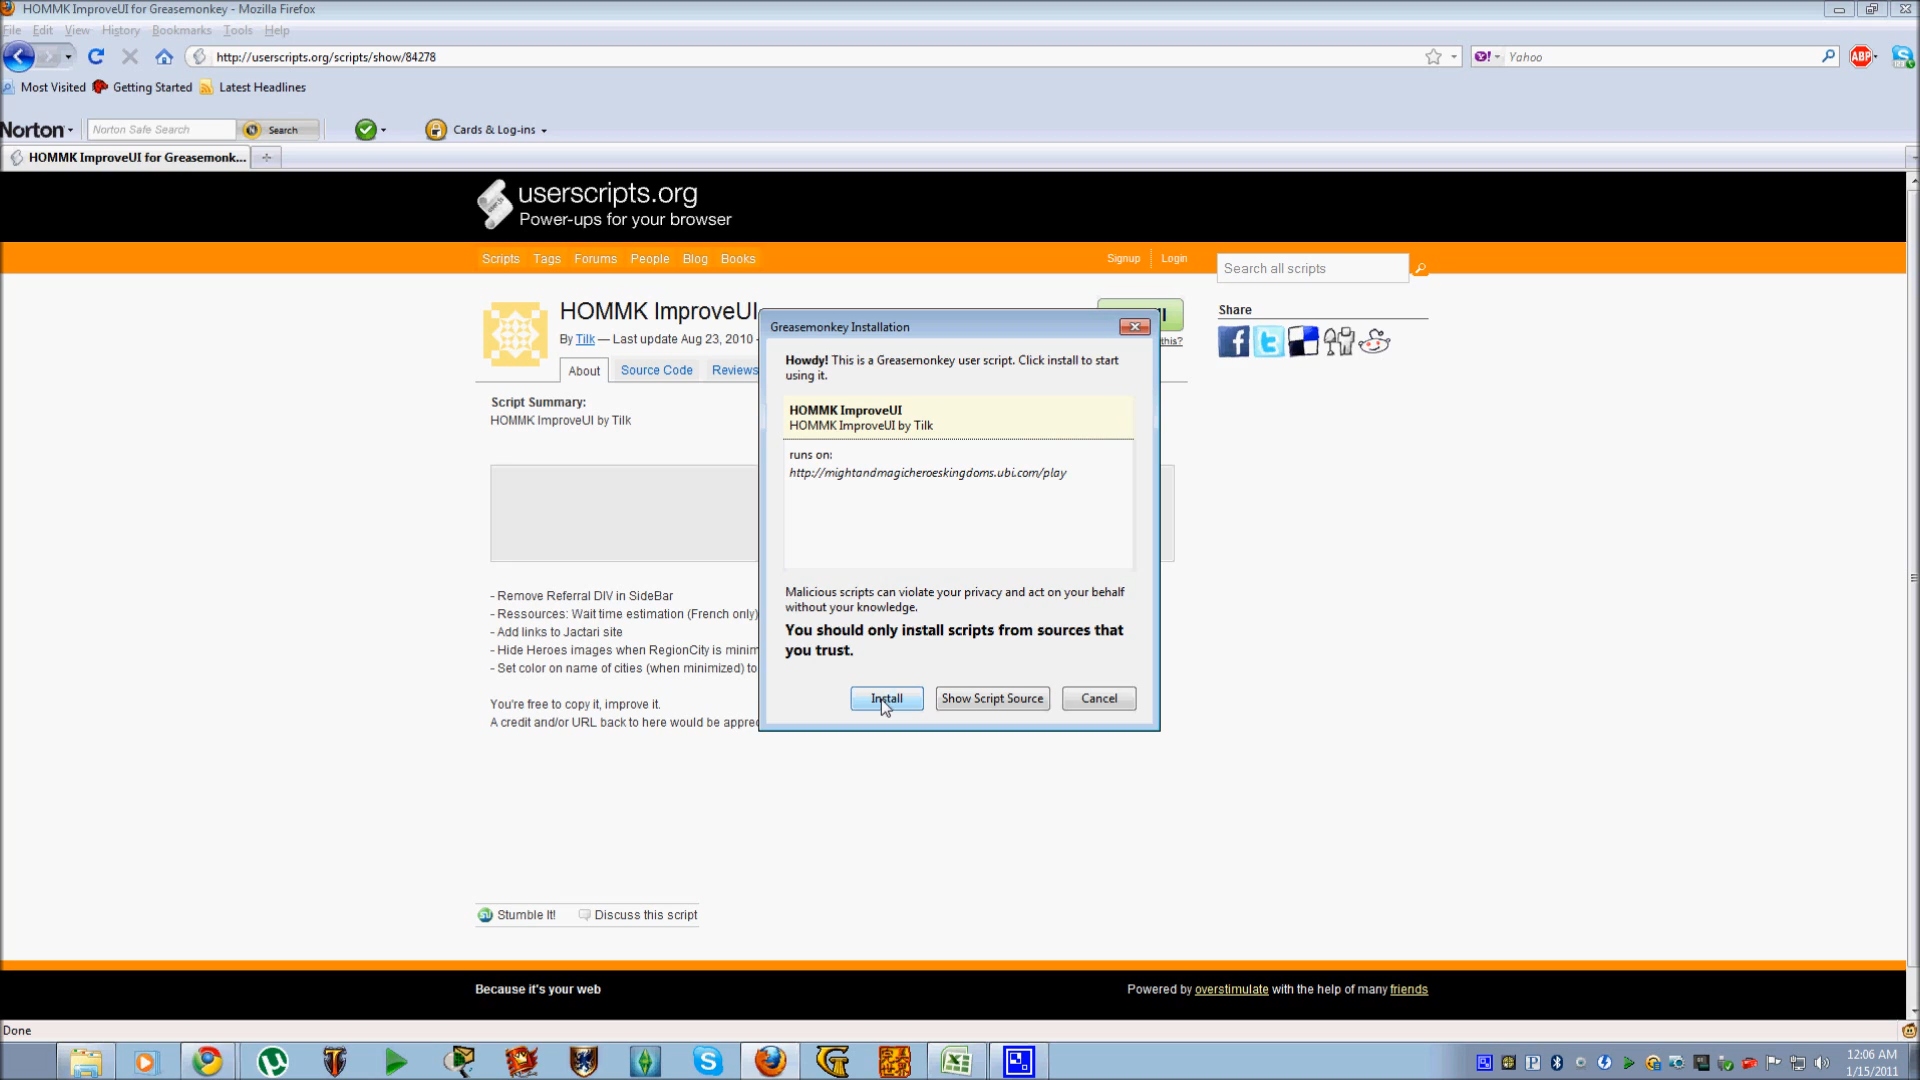 HOMMK ImproveUI for Greasemonkey - Mozilla Firefox
File Edit View History Bookmarks Tools Help
http://userscripts.org/scripts/show/84278
Yahoo
ABP
Most Visited Getting Started Latest Headlines
Norton Norton Safe Search Search Cards & Log-ins
HOMMK ImproveUI for Greasemonk...
userscripts.org
Power-ups for your browser
Scripts Tags Forums People Blog Books Signup Login Search all scripts
HOMMK ImproveUI
By Tilk — Last update Aug 23, 2010 -
this?
About Source Code Reviews
Share
Script Summary:
HOMMK ImproveUI by Tilk
- Remove Referral DIV in SideBar
- Ressources: Wait time estimation (French only)
- Add links to Jactari site
- Hide Heroes images when RegionCity is minim
- Set color on name of cities (when minimized) to
You're free to copy it, improve it.
A credit and/or URL back to here would be appre
Greasemonkey Installation
Howdy! This is a Greasemonkey user script. Click install to start
using it.
HOMMK ImproveUI
HOMMK ImproveUI by Tilk
runs on:
http://mightandmagicheroeskingdoms.ubi.com/play
Malicious scripts can violate your privacy and act on your behalf
without your knowledge.
You should only install scripts from sources that
you trust.
Install Show Script Source Cancel
Stumble It! Discuss this script
Because it's your web
Powered by overstimulate with the help of many friends
Done
12:06 AM
1/15/2011